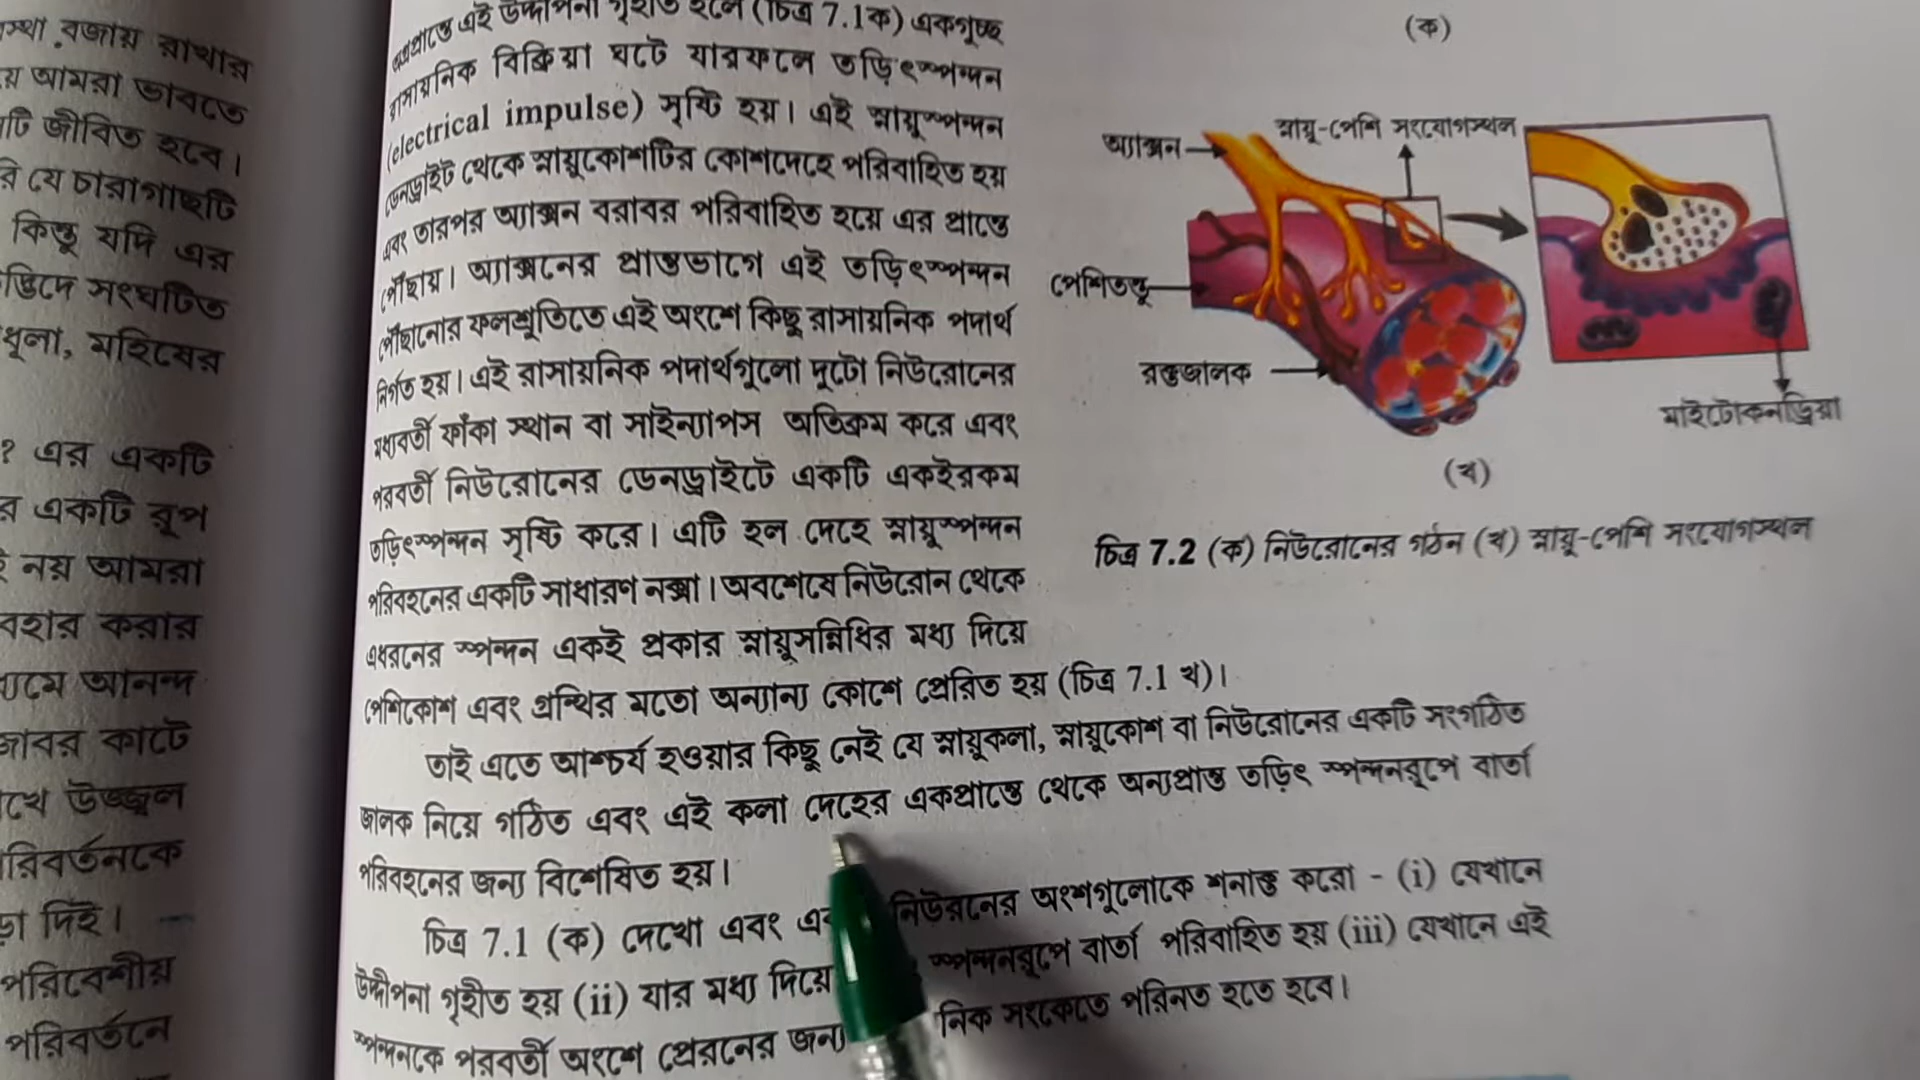 স্থা বজায় রাখার
য়ে আমরা ভাবতে
টি জীবিত হবে।
রি যে চারাগাছটি
কিন্তু যদি এর
দ্ভিদে সংঘটিত
ধূলা, মহিষের
? এর একটি
র একটি রূপ
ই নয় আমরা
বহার করার
্যমে আনন্দ
জাবর কাটে
খে উজ্জ্বল
রিবর্তনকে
ড়া দিই।
পরিবেশীয়
পরিবর্তনে
এই উদ্দীপনা গৃহীত হলে (চিত্র 7.1ক) একগুচ্ছ
রাসায়নিক বিক্রিয়া ঘটে যারফলে তড়িৎস্পন্দন
(electrical impulse) সৃষ্টি হয়। এই স্নায়ুস্পন্দন
ডেনড্রাইট থেকে স্নায়ুকোশটির কোশদেহে পরিবাহিত হয়
এবং তারপর অ্যাক্সন বরাবর পরিবাহিত হয়ে এর প্রান্তে
পৌঁছায়। অ্যাক্সনের প্রান্তভাগে এই তড়িৎস্পন্দন
পৌঁছানোর ফলশ্রুতিতে এই অংশে কিছু রাসায়নিক পদার্থ
নির্গত হয়। এই রাসায়নিক পদার্থগুলো দুটো নিউরোনের
মধ্যবর্তী ফাঁকা স্থান বা সাইন্যাপস অতিক্রম করে এবং
পরবর্তী নিউরোনের ডেনড্রাইটে একটি একইরকম
তড়িৎস্পন্দন সৃষ্টি করে। এটি হল দেহে স্নায়ুস্পন্দন
পরিবহনের একটি সাধারণ নক্সা। অবশেষে নিউরোন থেকে
এধরনের স্পন্দন একই প্রকার স্নায়ুসন্নিধির মধ্য দিয়ে
পেশিকোশ এবং গ্রন্থির মতো অন্যান্য কোশে প্রেরিত হয় (চিত্র 7.1 খ)।
তাই এতে আশ্চর্য হওয়ার কিছু নেই যে স্নায়ুকলা, স্নায়ুকোশ বা নিউরোনের একটি সংগঠিত
জালক নিয়ে গঠিত এবং এই কলা দেহের একপ্রান্তে থেকে অন্যপ্রান্ত তড়িৎ স্পন্দনরূপে বার্তা
পরিবহনের জন্য বিশেষিত হয়।
চিত্র 7.1 (ক) দেখো এবং এব নিউরনের অংশগুলোকে শনাক্ত করো - (i) যেখানে
উদ্দীপনা গৃহীত হয় (ii) যার মধ্য দিয়ে স্পন্দনরূপে বার্তা পরিবাহিত হয় (iii) যেখানে এই
স্পন্দনকে পরবর্তী অংশে প্রেরনের জন্য নিক সংকেতে পরিনত হতে হবে।
(ক)
অ্যাক্সন
স্নায়ু-পেশি সংযোগস্থল
পেশিতন্তু
রক্তজালক
মাইটোকনড্রিয়া
(খ)
চিত্র 7.2 (ক) নিউরোনের গঠন (খ) স্নায়ু-পেশি সংযোগস্থল